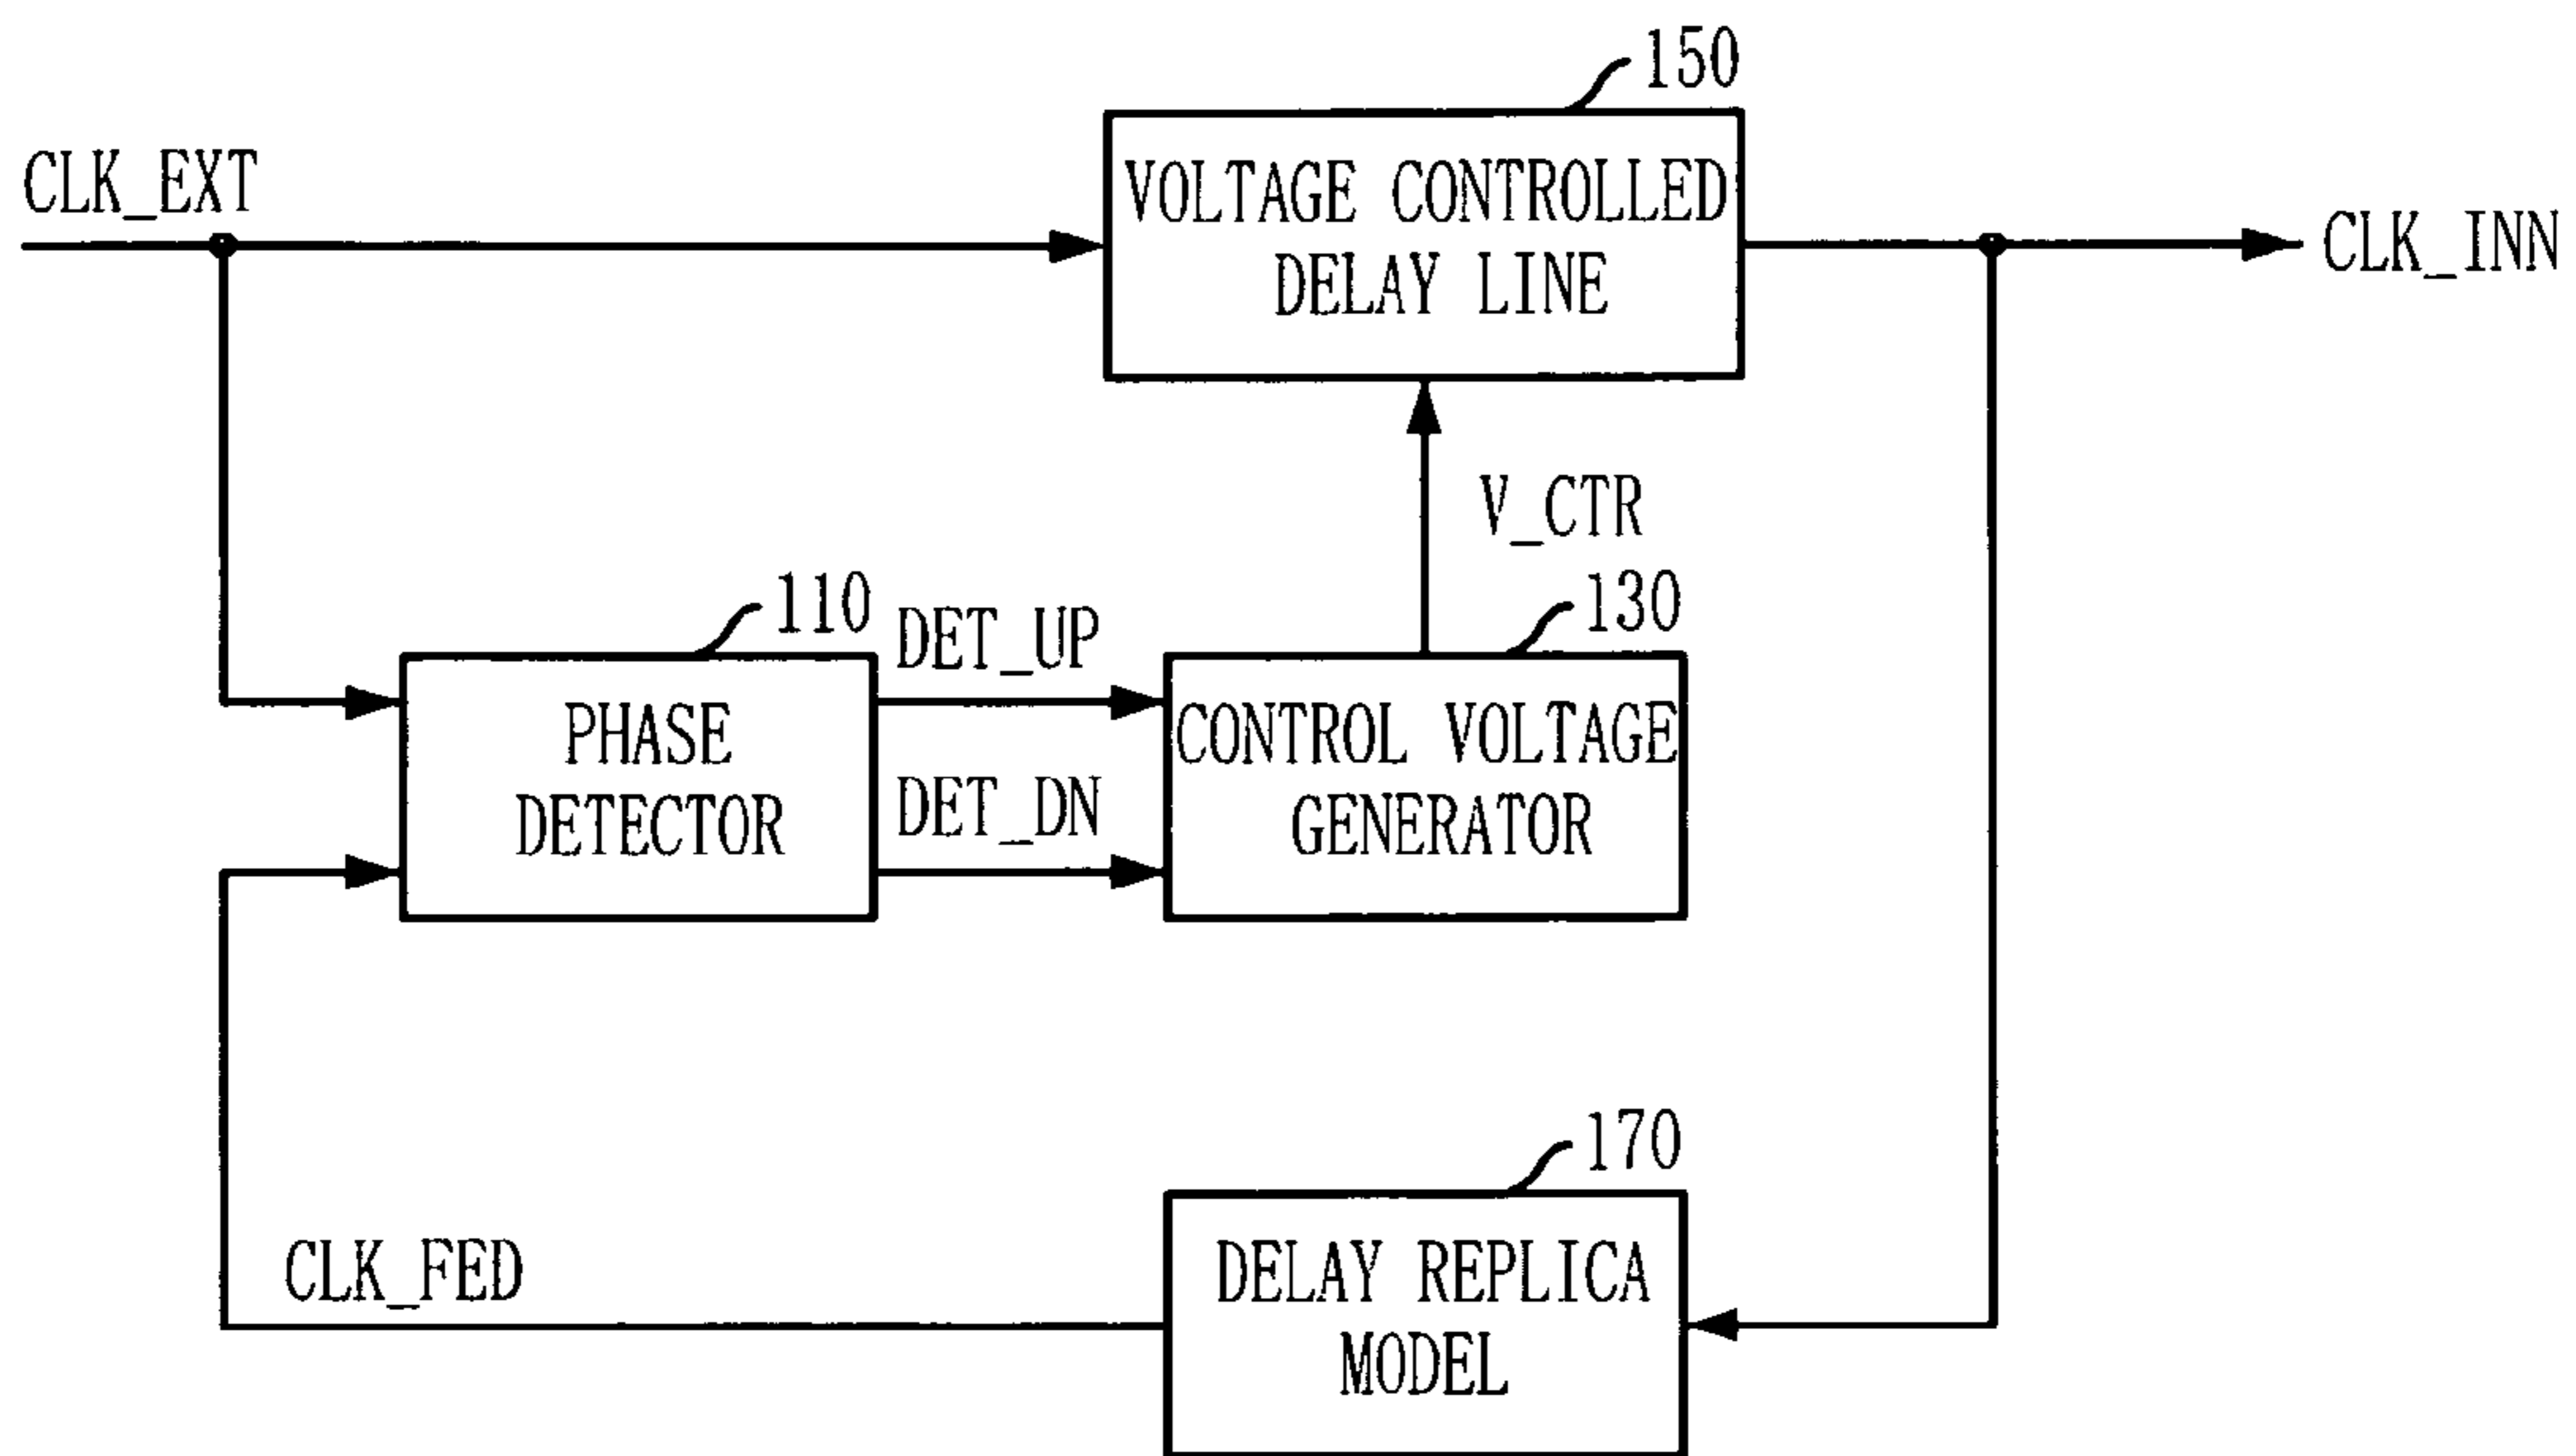 150
CLK_EXT
VOLTAGE CONTROLLED
DELAY LINE
CLK_INN
V_CTR
110
DET_UP
130
PHASE
DETECTOR
DET_DN
CONTROL VOLTAGE
GENERATOR
170
CLK_FED
DELAY REPLICA
MODEL